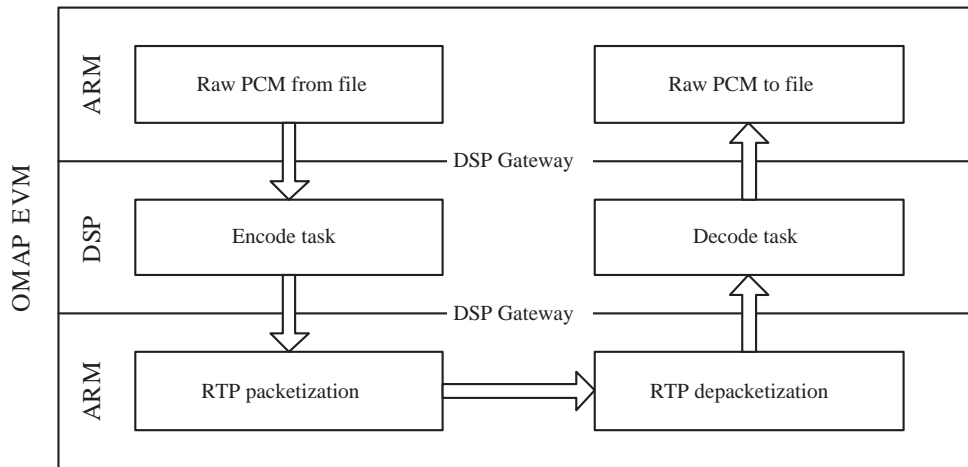 OMAP EVM
ARM
Raw PCM from file
Raw PCM to file
DSP Gateway
DSP
Encode task
Decode task
DSP Gateway
ARM
RTP packetization
RTP depacketization